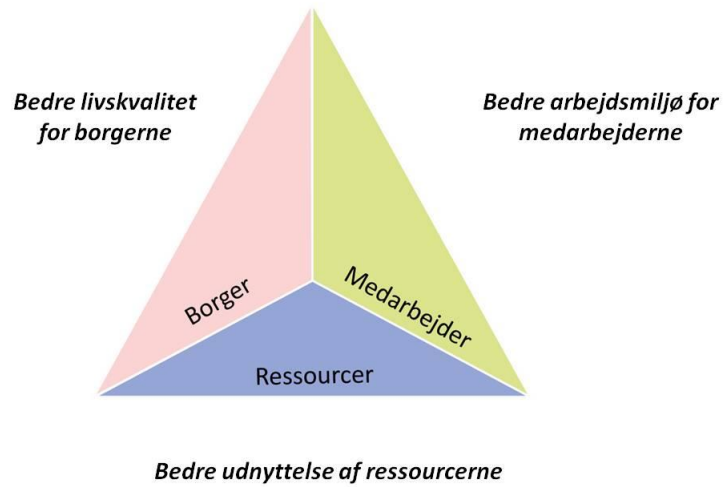 Bedre livskvalitet
for borgerne
Bedre arbejdsmiljø for
medarbejderne
Borger
Medarbejder
Ressourcer
Bedre udnyttelse af ressourcerne